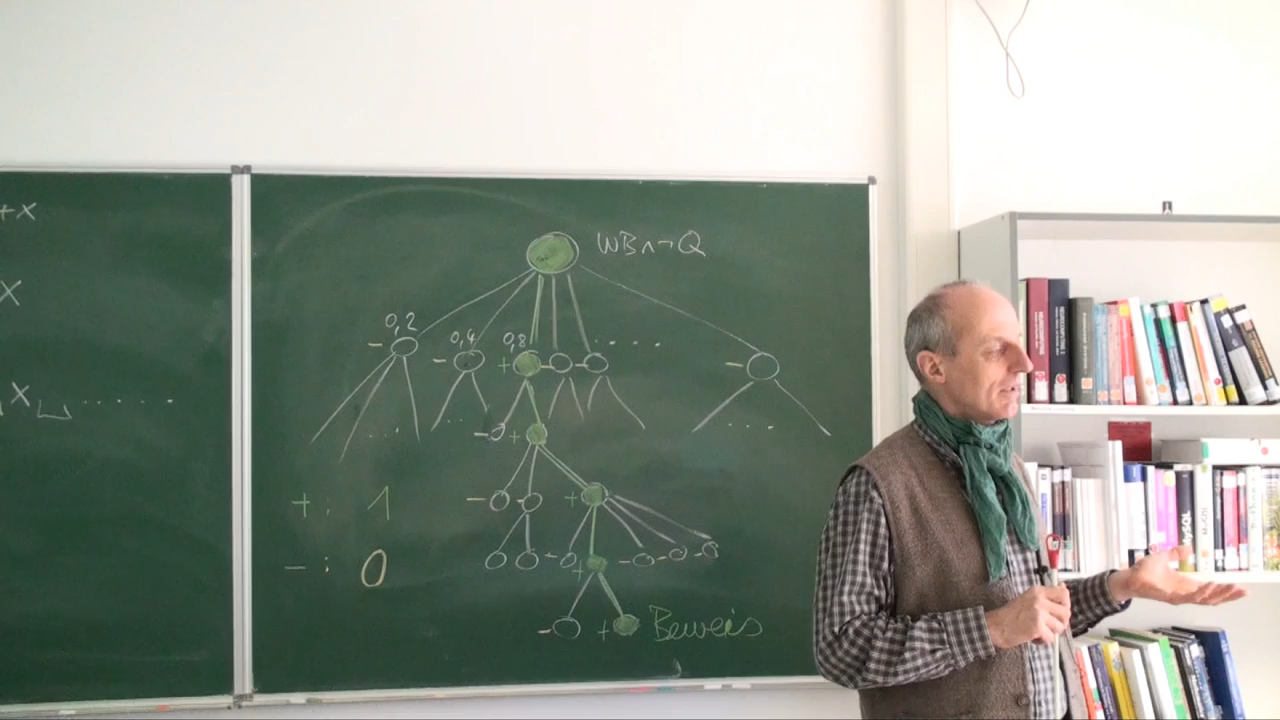 +x
x
x⎵......
WB∧¬Q
0,2
0,4
0,8
.....
+: 1
-: 0
Beweis